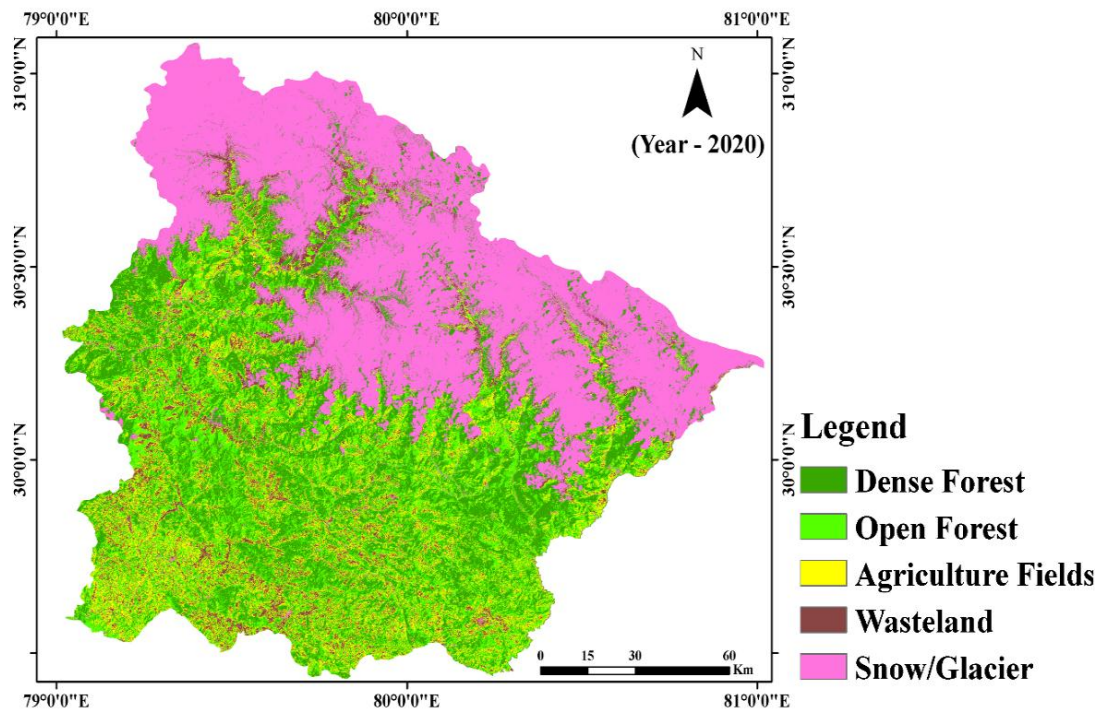 79°0'0"E
80°0'0"E
81°0'0"E
31°0'0"N
31°0'0"N
N
(Year - 2020)
30°30'0"N
30°30'0"N
30°0'0"N
30°0'0"N
Legend
Dense Forest
Open Forest
Agriculture Fields
Wasteland
Snow/Glacier
0 15 30 60
Km
79°0'0"E
80°0'0"E
81°0'0"E